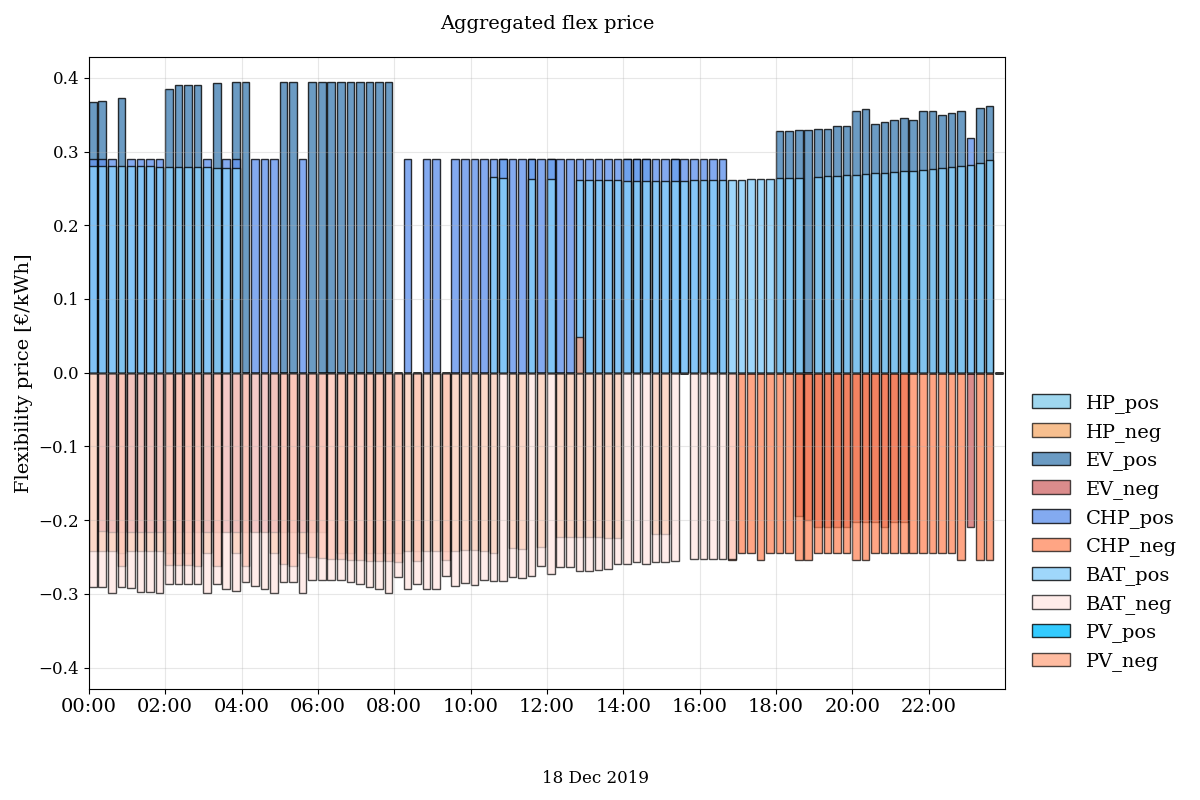 Aggregated flex price
Flexibility price [€/kWh]
0.4
0.3
0.2
0.1
0.0
−0.1
−0.2
−0.3
−0.4
00:00 02:00 04:00 06:00 08:00 10:00 12:00 14:00 16:00 18:00 20:00 22:00
HP_pos
HP_neg
EV_pos
EV_neg
CHP_pos
CHP_neg
BAT_pos
BAT_neg
PV_pos
PV_neg
18 Dec 2019